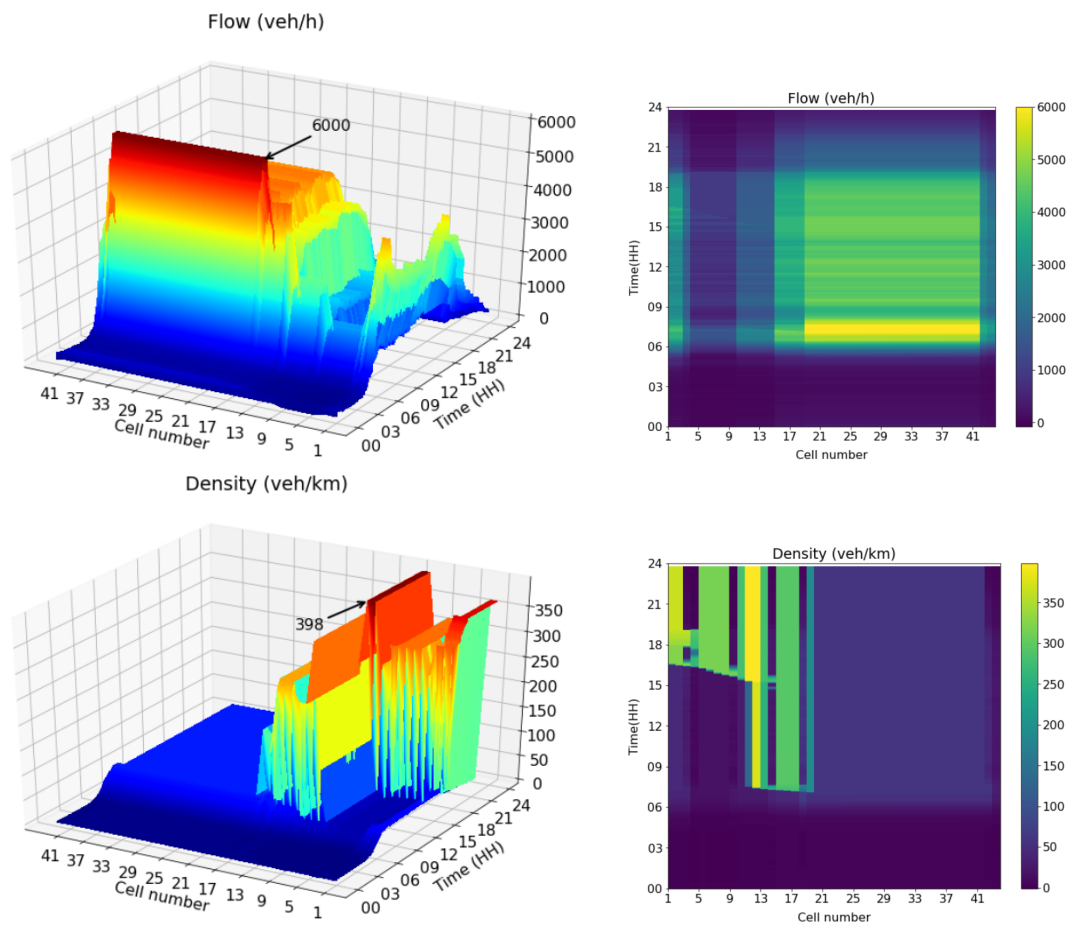 Flow (veh/h)
6000
6000
5000
4000
3000
2000
1000
0
41 37 33 29 25 21 17 13 9 5 1
Cell number
00 03 06 09 12 15 18 21 24
Time (HH)
Flow (veh/h)
24
21
18
15
12
09
06
03
00
Time(HH)
1 5 9 13 17 21 25 29 33 37 41
Cell number
6000
5000
4000
3000
2000
1000
0
Density (veh/km)
398
350
300
250
200
150
100
50
0
41 37 33 29 25 21 17 13 9 5 1
Cell number
00 03 06 09 12 15 18 21 24
Time (HH)
Density (veh/km)
24
21
18
15
12
09
06
03
00
Time(HH)
1 5 9 13 17 21 25 29 33 37 41
Cell number
350
300
250
200
150
100
50
0